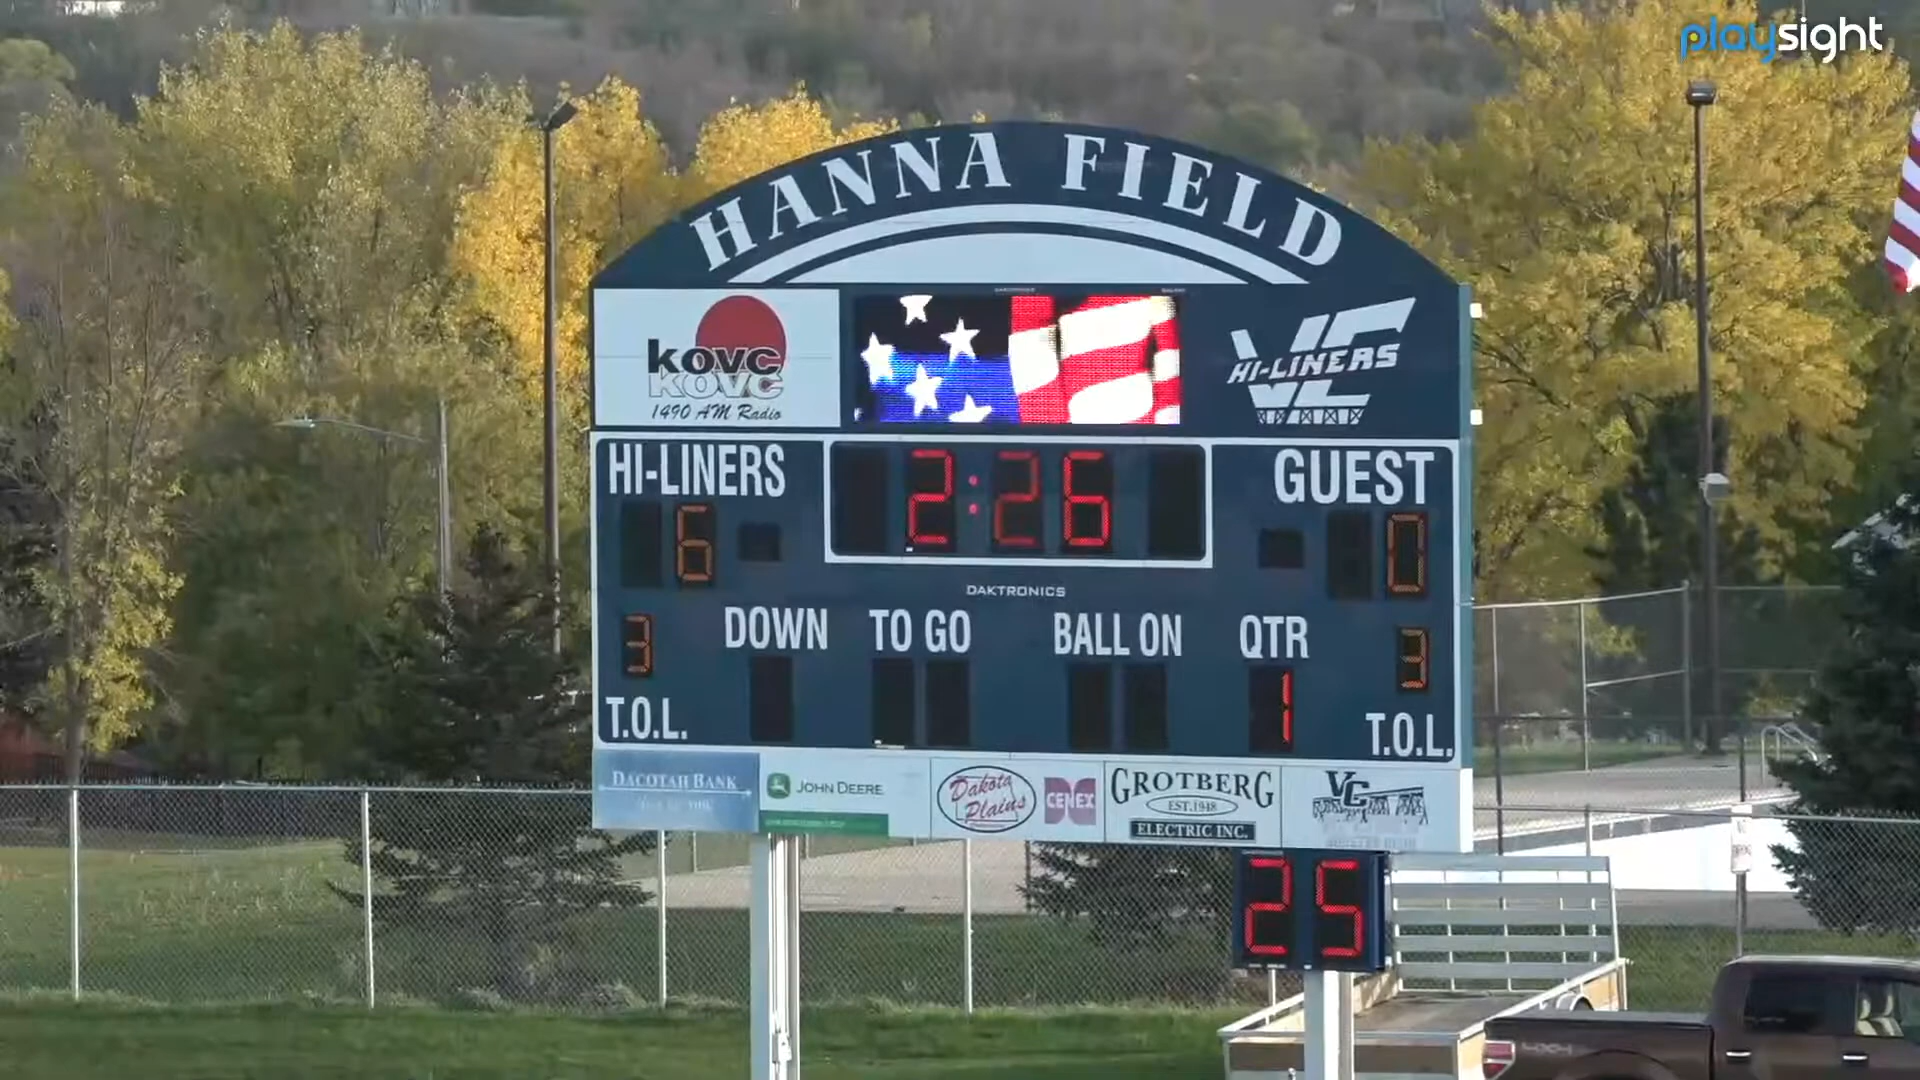 playsight
HANNA FIELD
kovc
KOVC
1490 AM Radio
VC
HI-LINERS
HI-LINERS
2:26
GUEST
6
0
DAKTRONICS
DOWN
TO GO
BALL ON
QTR
3
3
1
T.O.L.
T.O.L.
DACOTAH BANK
JOHN DEERE
Dakota Plains
CENEX
GROTBERG
EST.1948
ELECTRIC INC.
VC
25
4X4